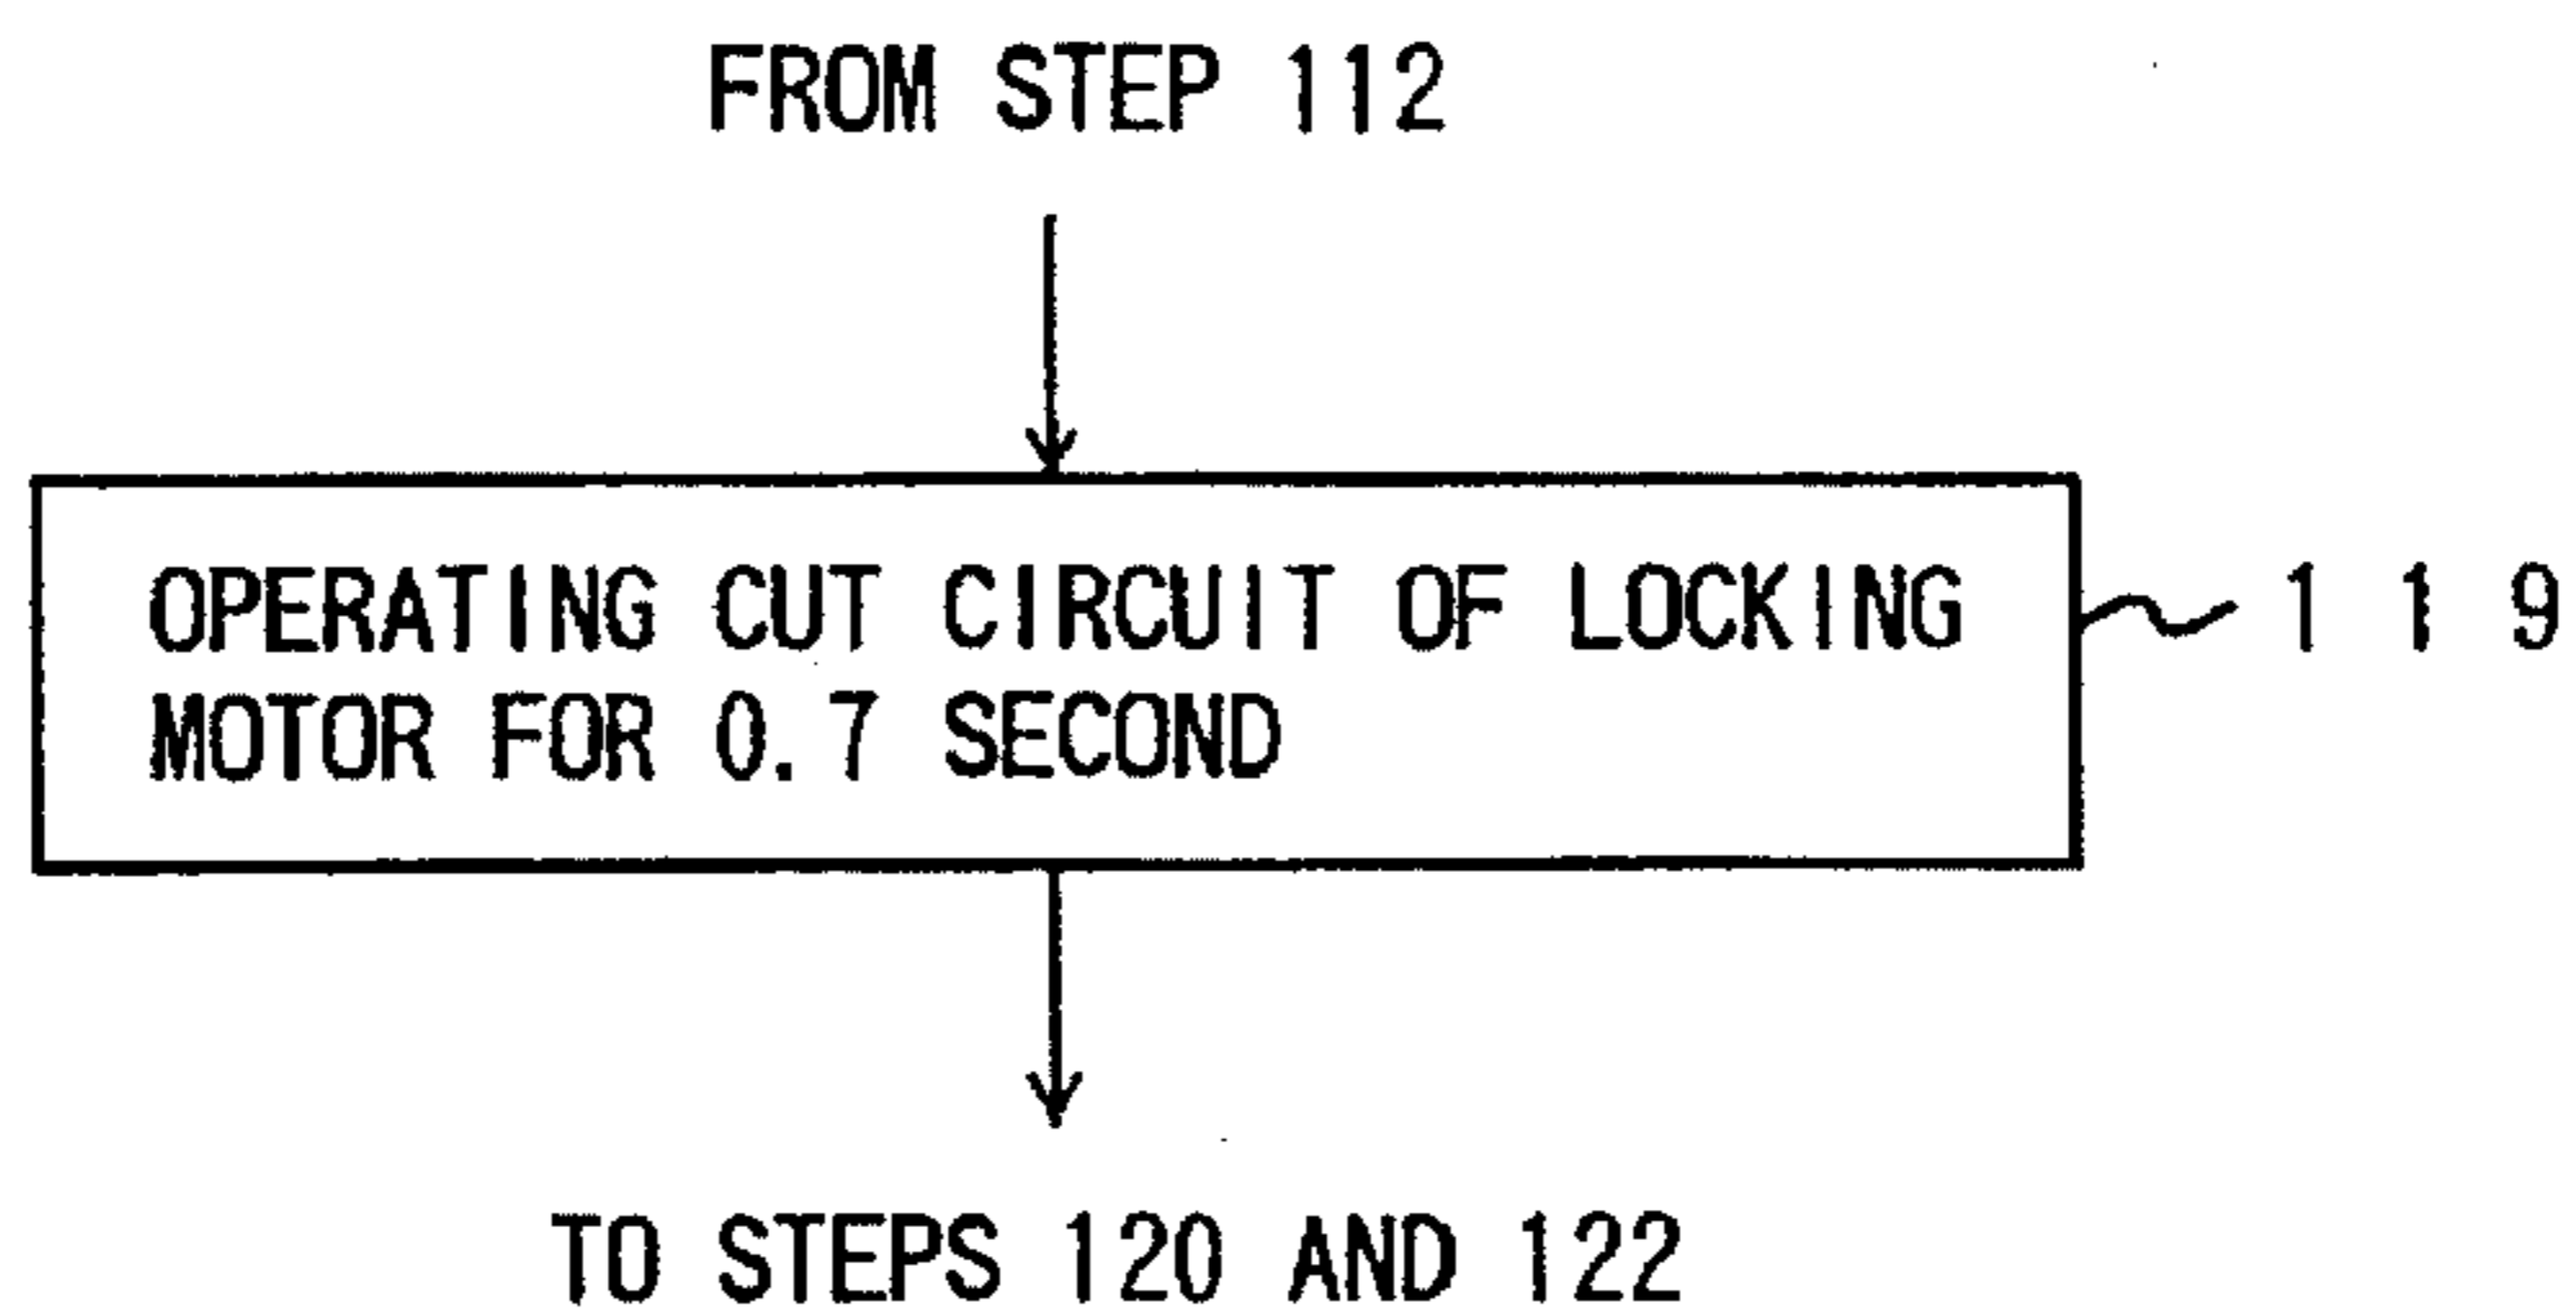 FROM STEP 112
OPERATING CUT CIRCUIT OF LOCKING
MOTOR FOR 0.7 SECOND
119
TO STEPS 120 AND 122